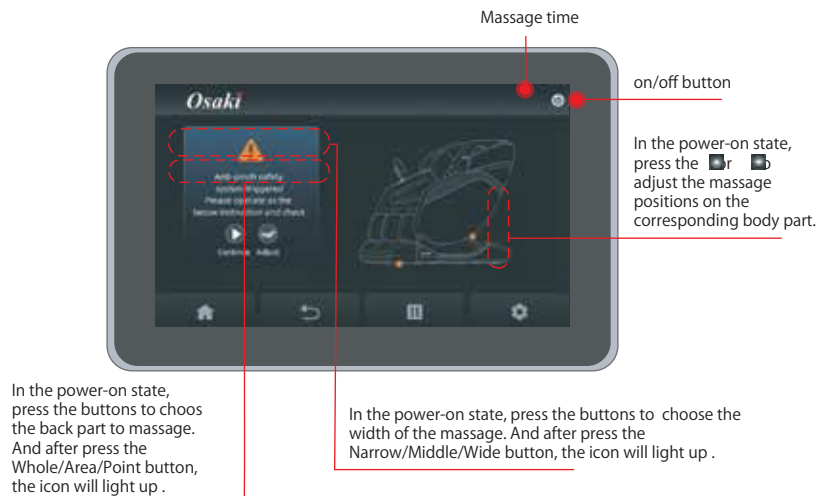 Massage time
on/off button
Osaki
In the power-on state,
press the or
adjust the massage
positions on the
corresponding body part.
Anti-pinch safety
system triggered
Please operate as the
below instruction and check
Continue Adjust
In the power-on state,
press the buttons to choos
the back part to massage.
And after press the
Whole/Area/Point button,
the icon will light up .
In the power-on state, press the buttons to choose the
width of the massage. And after press the
Narrow/Middle/Wide button, the icon will light up .